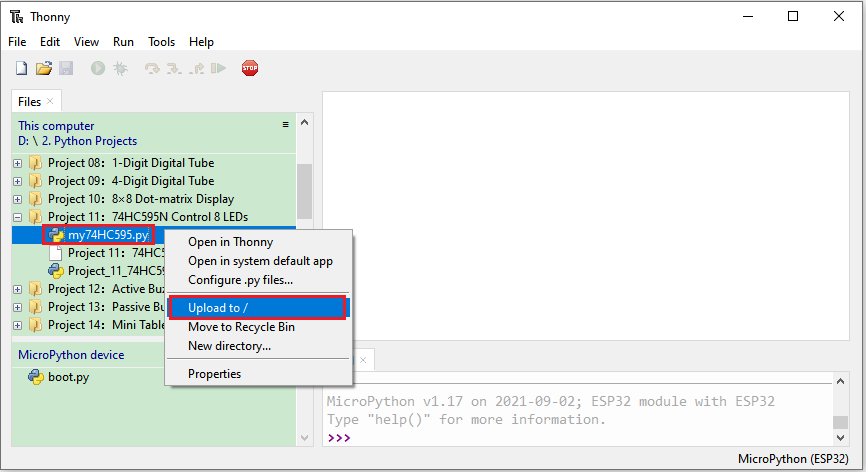 Thonny
File Edit View Run Tools Help
STOP
Files
This computer
D: \ 2. Python Projects
Project 08：1-Digit Digital Tube
Project 09：4-Digit Digital Tube
Project 10：8×8 Dot-matrix Display
Project 11：74HC595N Control 8 LEDs
my74HC595.py
Project 11：74HC5
Project_11_74HC59
Project 12：Active Buz
Project 13：Passive Bu
Project 14：Mini Table
Open in Thonny
Open in system default app
Configure .py files...
Upload to /
Move to Recycle Bin
New directory...
Properties
MicroPython device
boot.py
MicroPython v1.17 on 2021-09-02; ESP32 module with ESP32
Type "help()" for more information.
>>>
MicroPython (ESP32)